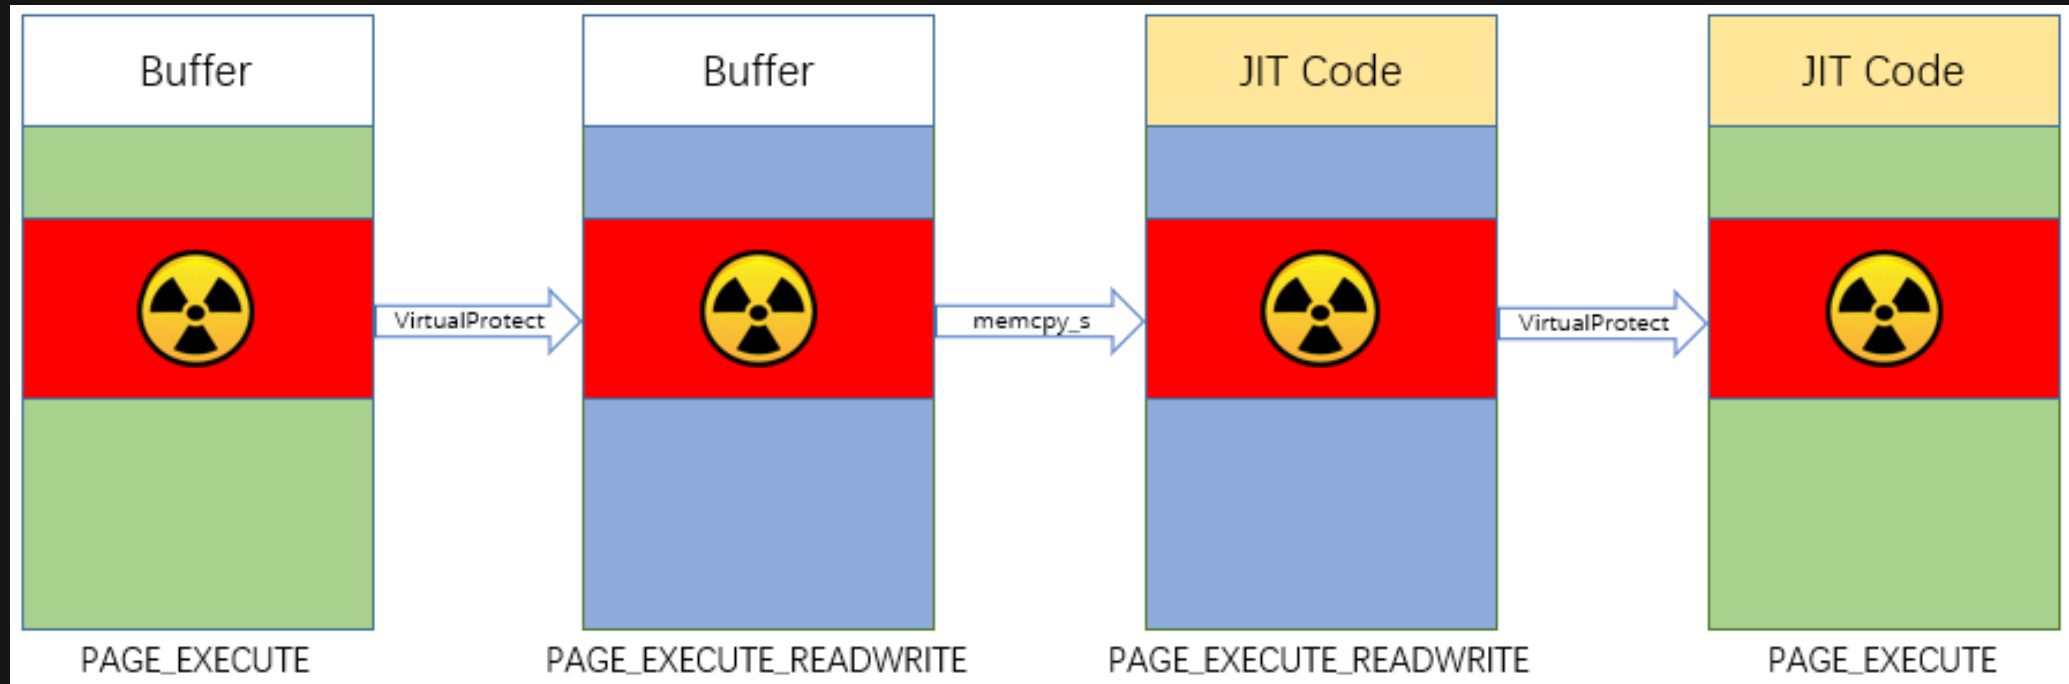 Buffer
Buffer
JIT Code
JIT Code
VirtualProtect
memcpy_s
VirtualProtect
PAGE_EXECUTE
PAGE_EXECUTE_READWRITE
PAGE_EXECUTE_READWRITE
PAGE_EXECUTE